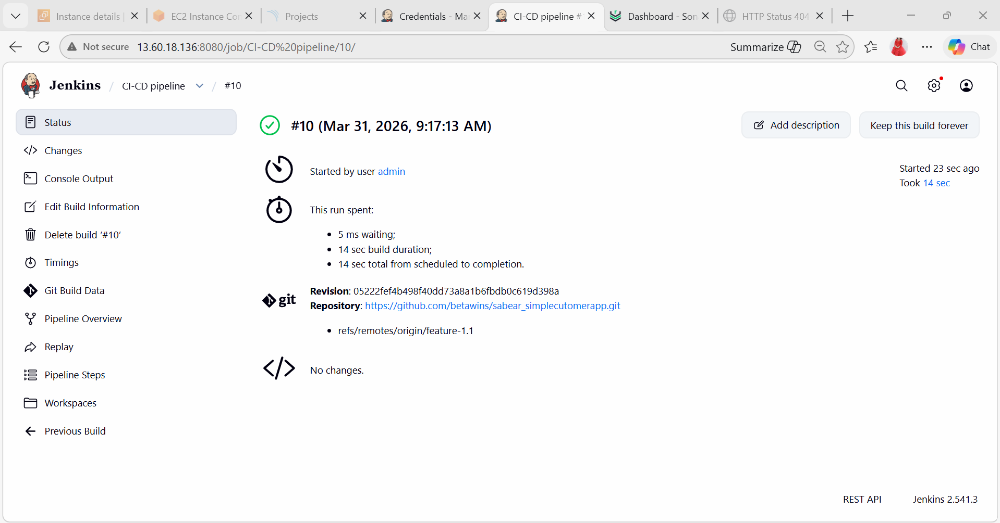 Instance details
EC2 Instance Co
Projects
Credentials - Ma
CI-CD pipeline #
Dashboard - Son
HTTP Status 404
Not secure
13.60.18.136:8080/job/CI-CD%20pipeline/10/
Summarize
Chat
Jenkins / CI-CD pipeline / #10
Status
Changes
Console Output
Edit Build Information
Delete build ‘#10’
Timings
Git Build Data
Pipeline Overview
Replay
Pipeline Steps
Workspaces
Previous Build
#10 (Mar 31, 2026, 9:17:13 AM)
Add description
Keep this build forever
Started by user admin
Started 23 sec ago
Took 14 sec
This run spent:
5 ms waiting;
14 sec build duration;
14 sec total from scheduled to completion.
git
Revision: 05222fef4b498f40dd73a8a1b6fbdb0c619d398a
Repository: https://github.com/betawins/sabear_simplecutomerapp.git
refs/remotes/origin/feature-1.1
No changes.
REST API
Jenkins 2.541.3